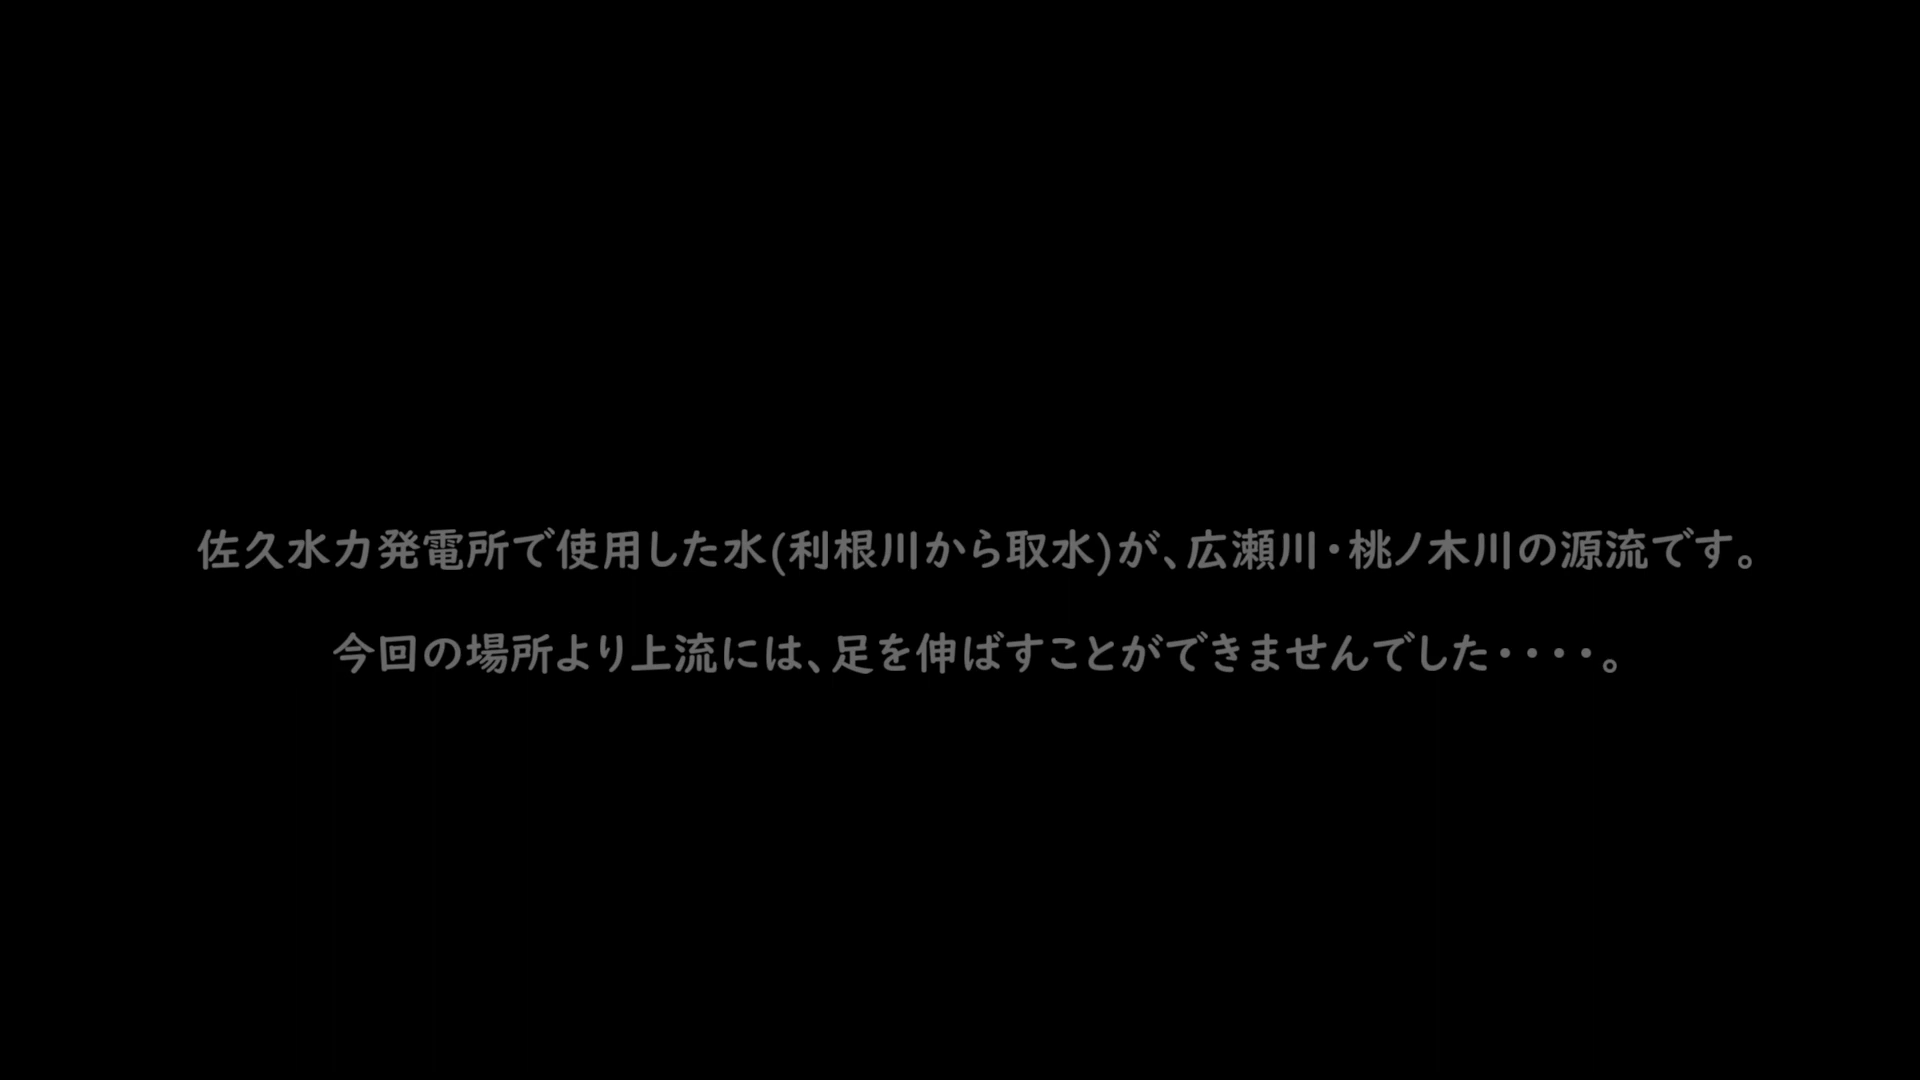 佐久水力発電所で使用した水(利根川から取水)が、広瀬川・桃ノ木川の源流です。
今回の場所より上流には、足を伸ばすことができませんでした・・・・。